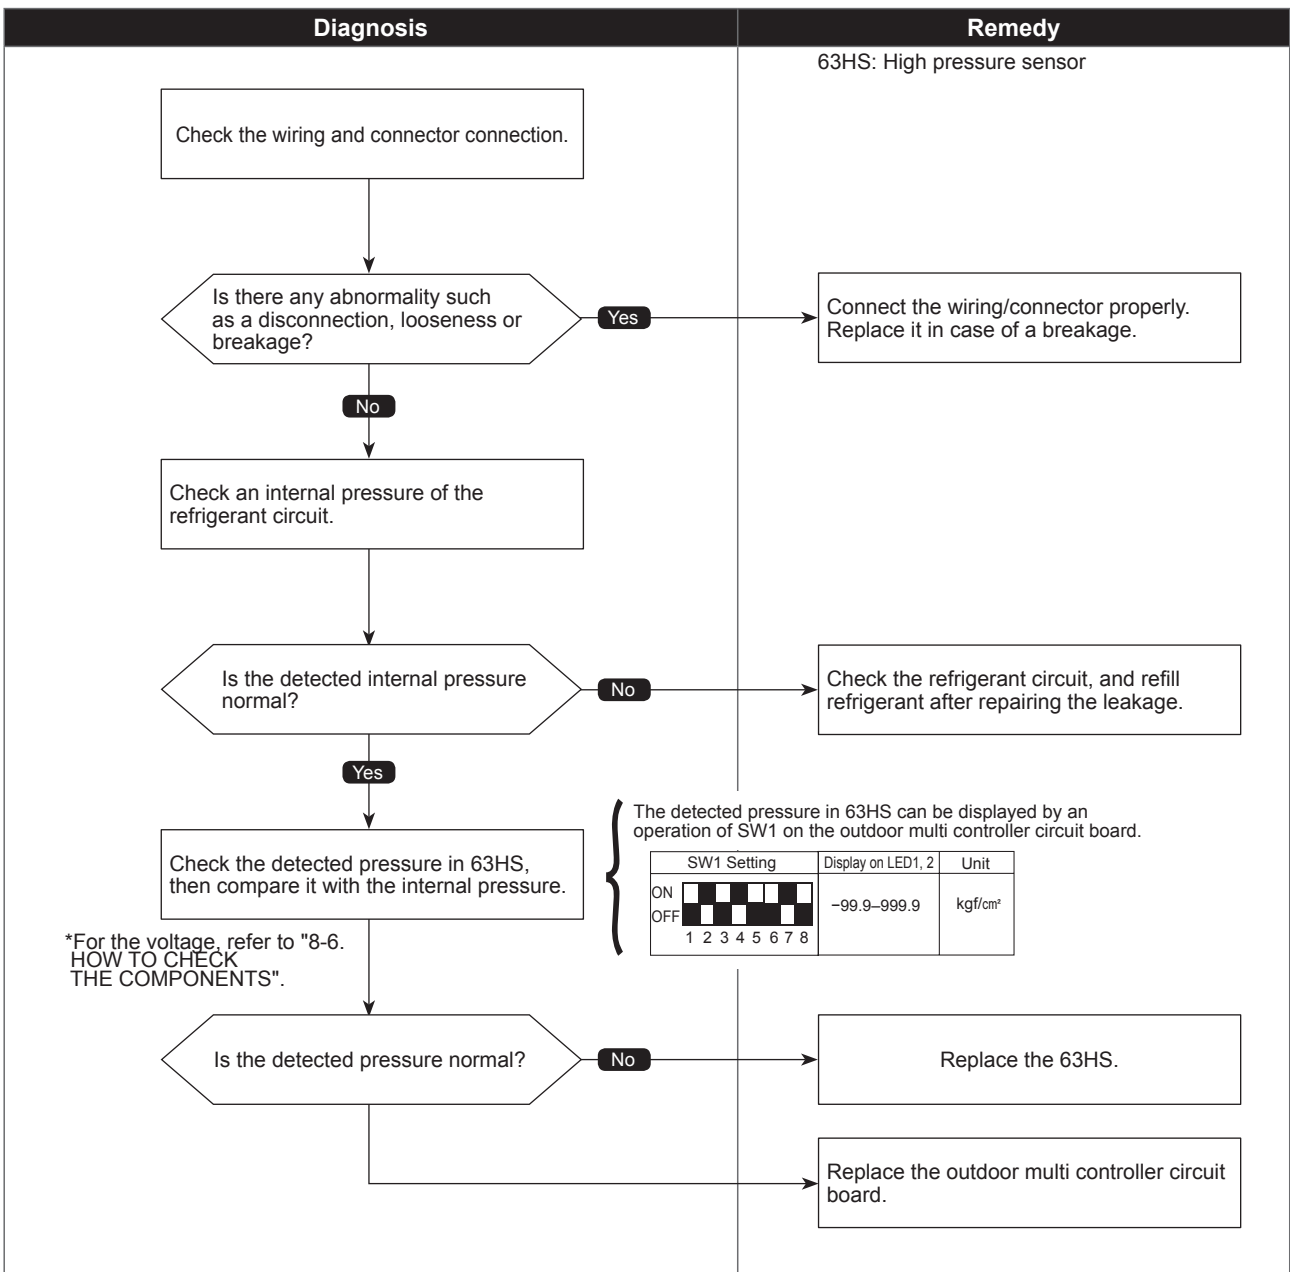 Diagnosis
Remedy
63HS: High pressure sensor
Check the wiring and connector connection.
Is there any abnormality such
as a disconnection, looseness or
breakage?
Yes
Connect the wiring/connector properly.
Replace it in case of a breakage.
No
Check an internal pressure of the
refrigerant circuit.
Is the detected internal pressure
normal?
No
Check the refrigerant circuit, and refill
refrigerant after repairing the leakage.
Yes
The detected pressure in 63HS can be displayed by an
operation of SW1 on the outdoor multi controller circuit board.
Check the detected pressure in 63HS,
then compare it with the internal pressure.
SW1 Setting
Display on LED1, 2
Unit
ON
OFF
1 2 3 4 5 6 7 8
−99.9–999.9
kgf/cm²
*For the voltage, refer to "8-6.
HOW TO CHECK
THE COMPONENTS".
Is the detected pressure normal?
No
Replace the 63HS.
Replace the outdoor multi controller circuit
board.